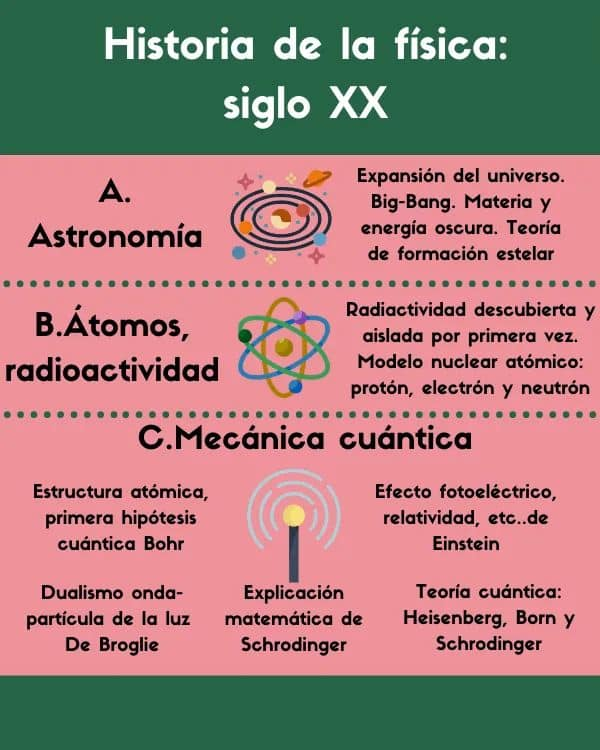 Historia de la física:
siglo XX
A.
Astronomía
Expansión del universo.
Big-Bang. Materia y
energía oscura. Teoría
de formación estelar
B.Átomos,
radioactividad
Radiactividad descubierta y
aislada por primera vez.
Modelo nuclear atómico:
protón, electrón y neutrón
C.Mecánica cuántica
Estructura atómica,
primera hipótesis
cuántica Bohr
Efecto fotoeléctrico,
relatividad, etc..de
Einstein
Dualismo onda-
partícula de la luz
De Broglie
Explicación
matemática de
Schrodinger
Teoría cuántica:
Heisenberg, Born y
Schrodinger